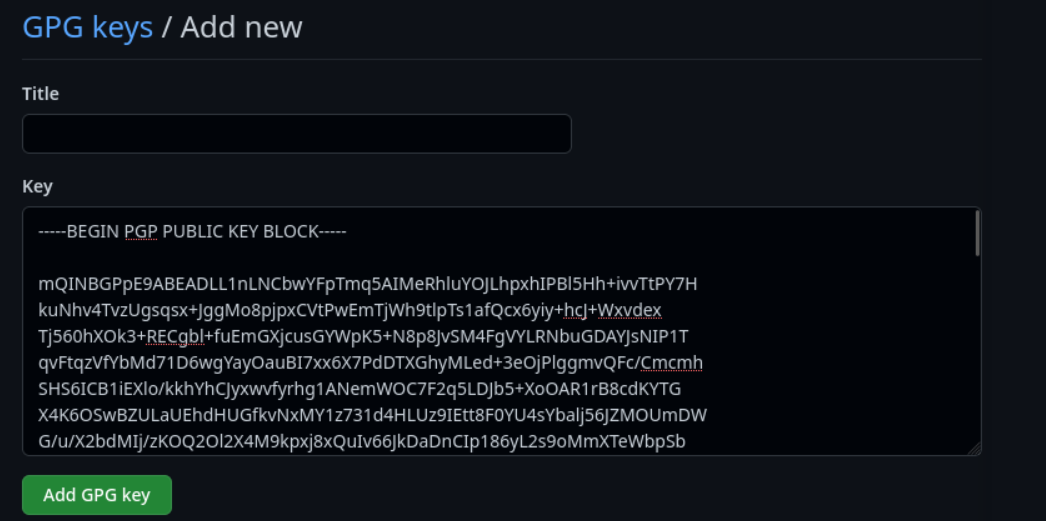 GPG keys / Add new
Title
Key
-----BEGIN PGP PUBLIC KEY BLOCK-----
mQINBGPpE9ABEADLL1nLNCbwYFpTmq5AIMeRhluYOJLhpxhIPBl5Hh+ivvTtPY7H
kuNhv4TvzUgsqsx+JggMo8pjpxCVtPwEmTjWh9tlpTs1afQcx6yiy+hcJ+Wxvdex
Tj560hXOk3+RECgbl+fuEmGXjcusGYWpK5+N8p8JvSM4FgVYLRNbuGDAYJsNIP1T
qvFtqzVfYbMd71D6wgYayOauBI7xx6X7PdDTXGhyMLed+3eOjPlggmvQFc/Cmcmh
SHS6ICB1iEXlo/kkhYhCJyxwvfyrhg1ANemWOC7F2q5LDJb5+XoOAR1rB8cdKYTG
X4K6OSwBZULaUEhdHUGfkvNxMY1z731d4HLUz9IEtt8F0YU4sYbalj56JZMOUmDW
G/u/X2bdMIj/zKOQ2Ol2X4M9kpxj8xQuIv66JkDaDnCIp186yL2s9oMmXTeWbpSb
Add GPG key